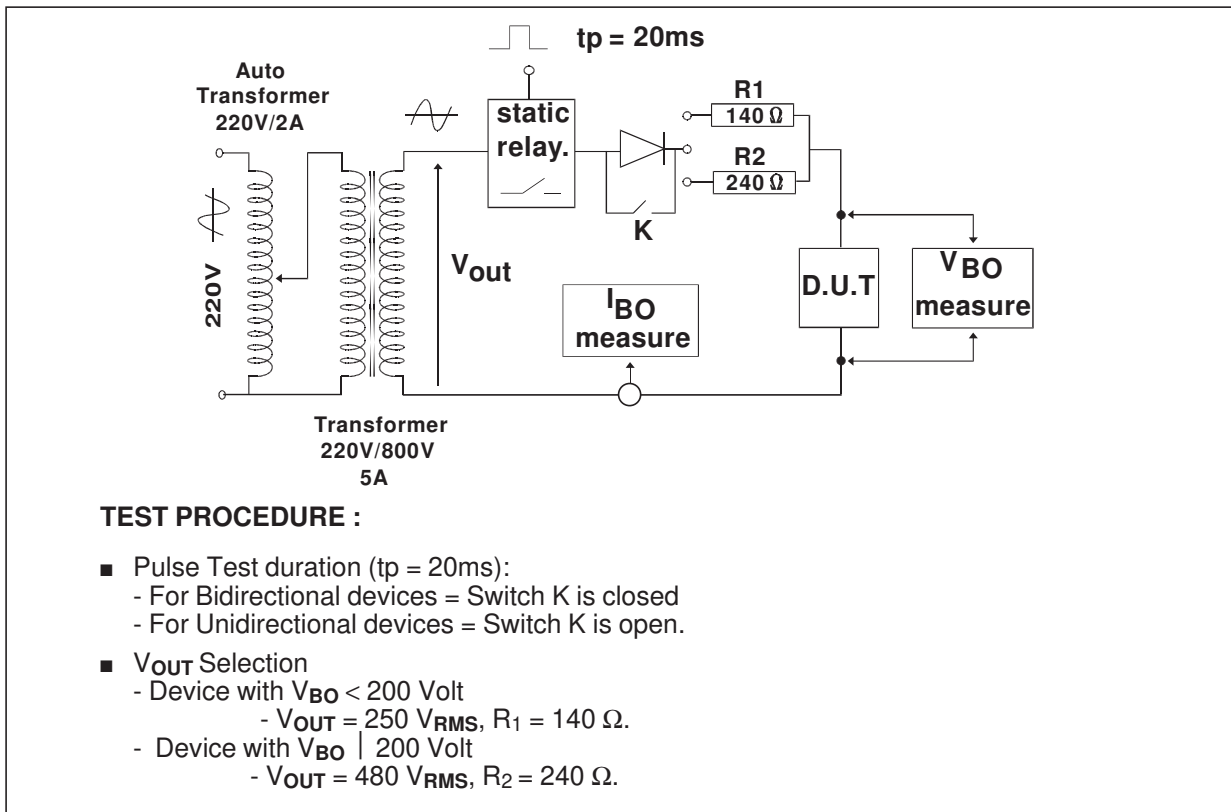 tp = 20ms
Auto
Transformer
220V/2A
static
relay.
R1
140 Ω
R2
240 Ω
K
220V
Vout
IBO
measure
D.U.T
VBO
measure
Transformer
220V/800V
5A
TEST PROCEDURE :
■ Pulse Test duration (tp = 20ms):
- For Bidirectional devices = Switch K is closed
- For Unidirectional devices = Switch K is open.
■ VOUT Selection
- Device with VBO < 200 Volt
- VOUT = 250 VRMS, R1 = 140 Ω.
- Device with VBO | 200 Volt
- VOUT = 480 VRMS, R2 = 240 Ω.